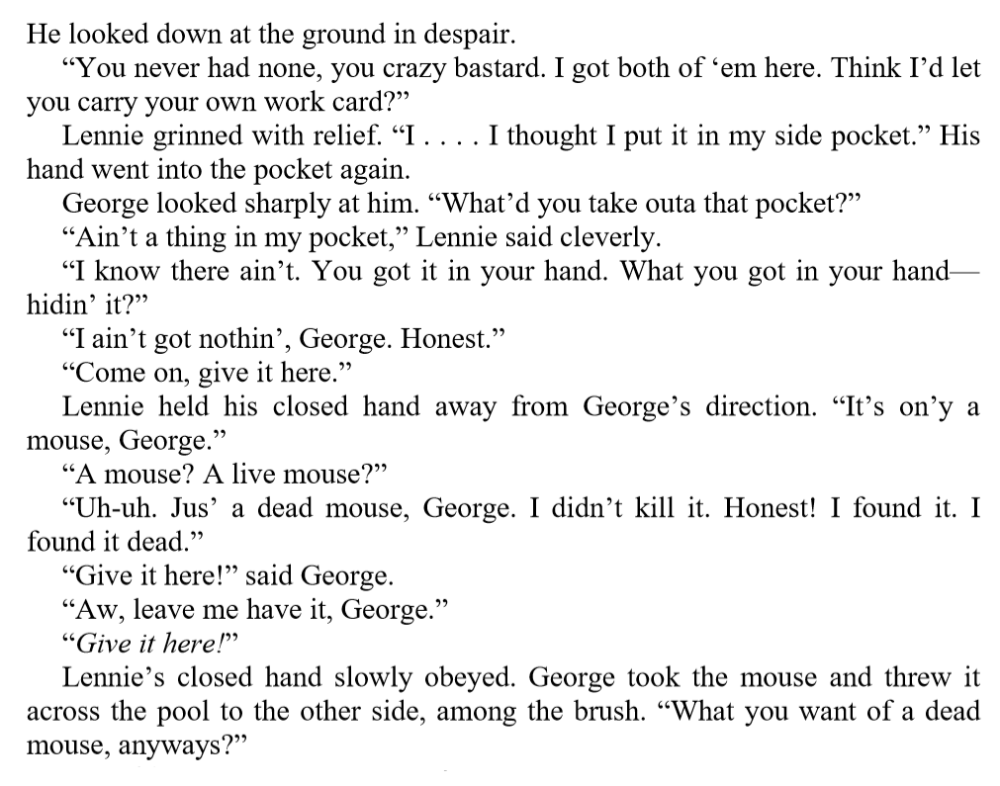 He looked down at the ground in despair.
“You never had none, you crazy bastard. I got both of ‘em here. Think I’d let
you carry your own work card?”
Lennie grinned with relief. “I . . . . I thought I put it in my side pocket.” His
hand went into the pocket again.
George looked sharply at him. “What’d you take outa that pocket?”
“Ain’t a thing in my pocket,” Lennie said cleverly.
“I know there ain’t. You got it in your hand. What you got in your hand—
hidin’ it?”
“I ain’t got nothin’, George. Honest.”
“Come on, give it here.”
Lennie held his closed hand away from George’s direction. “It’s on’y a
mouse, George.”
“A mouse? A live mouse?”
“Uh-uh. Jus’ a dead mouse, George. I didn’t kill it. Honest! I found it. I
found it dead.”
“Give it here!” said George.
“Aw, leave me have it, George.”
“Give it here!”
Lennie’s closed hand slowly obeyed. George took the mouse and threw it
across the pool to the other side, among the brush. “What you want of a dead
mouse, anyways?”